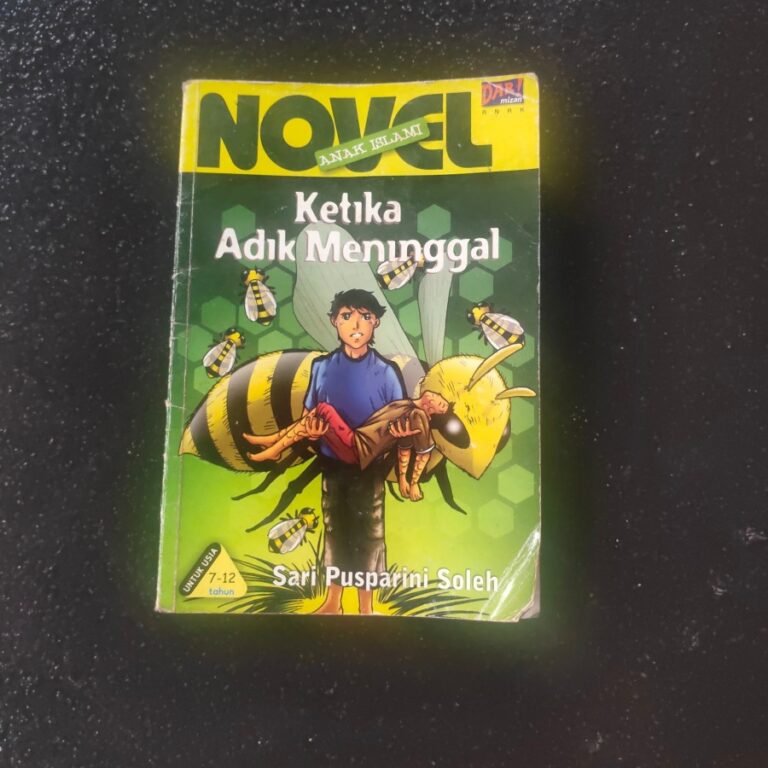 NOVEL
ANAK ISLAMI
DAR!
mizan
ANAK
Ketika
Adik Meninggal
UNTUK USIA
7-12
tahun
Sari Pusparini Soleh